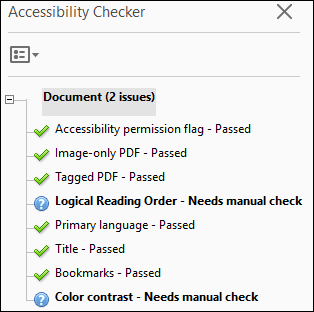 Accessibility Checker
Document (2 issues)
Accessibility permission flag - Passed
Image-only PDF - Passed
Tagged PDF - Passed
Logical Reading Order - Needs manual check
Primary language - Passed
Title - Passed
Bookmarks - Passed
Color contrast - Needs manual check